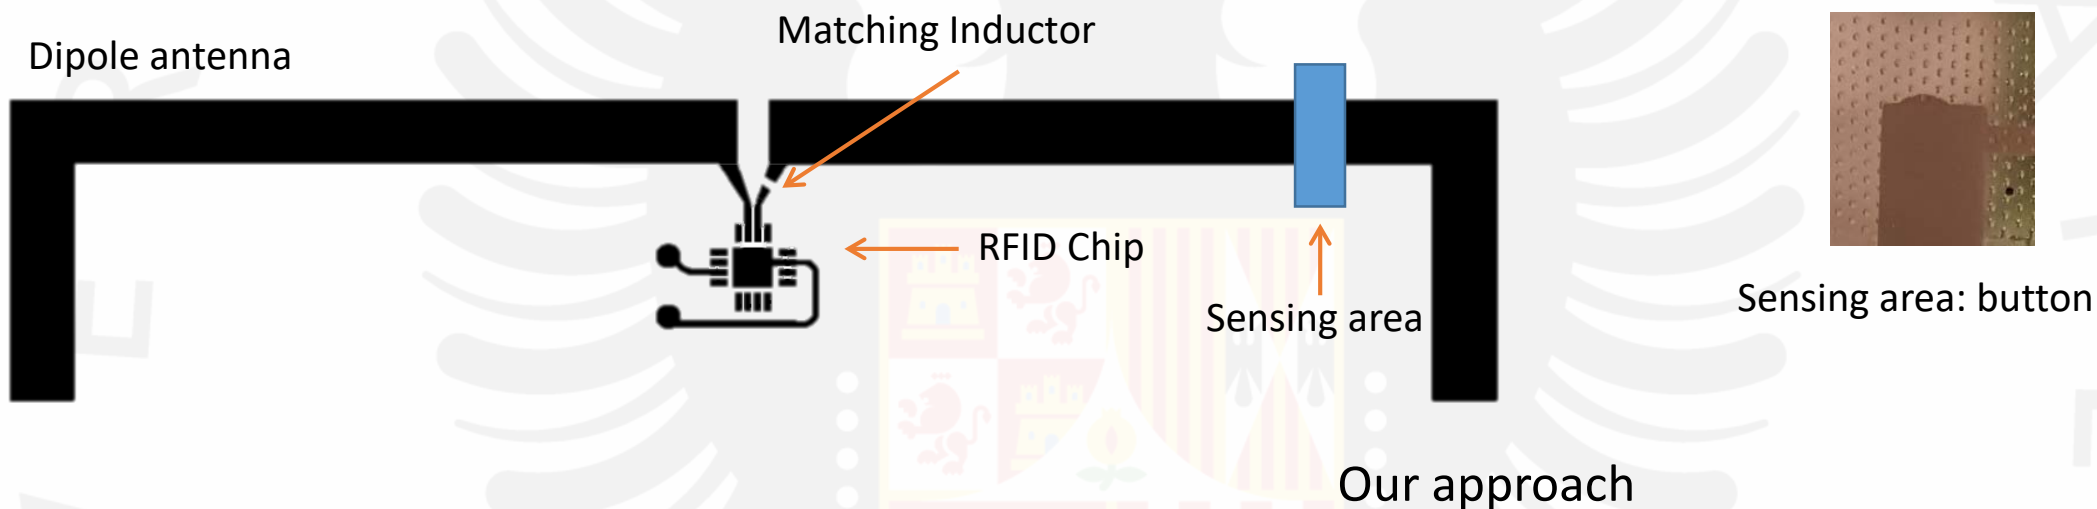 Matching Inductor
Dipole antenna
RFID Chip
Sensing area
Sensing area: button
Our approach